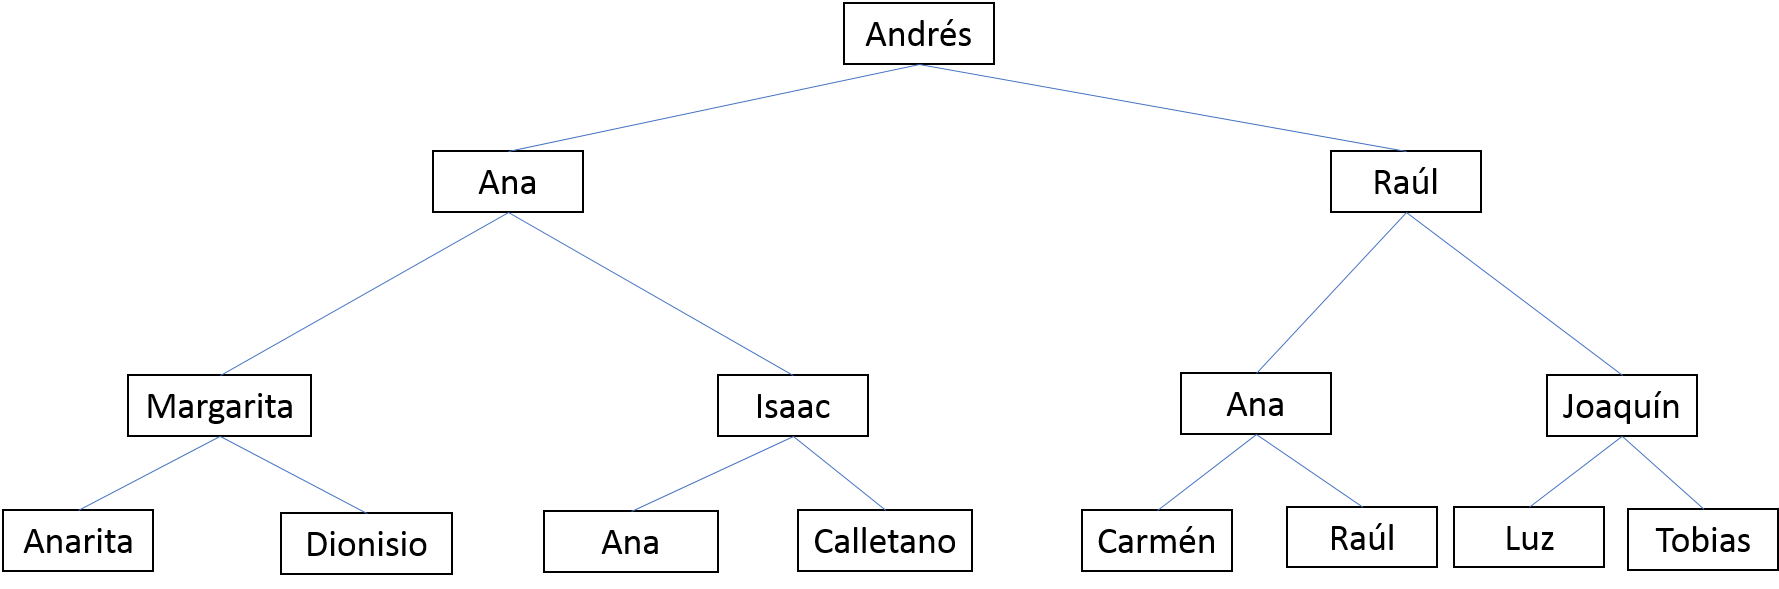 Andrés
Ana
Raúl
Margarita
Isaac
Ana
Joaquín
Anarita
Dionisio
Ana
Calletano
Carmén
Raúl
Luz
Tobias